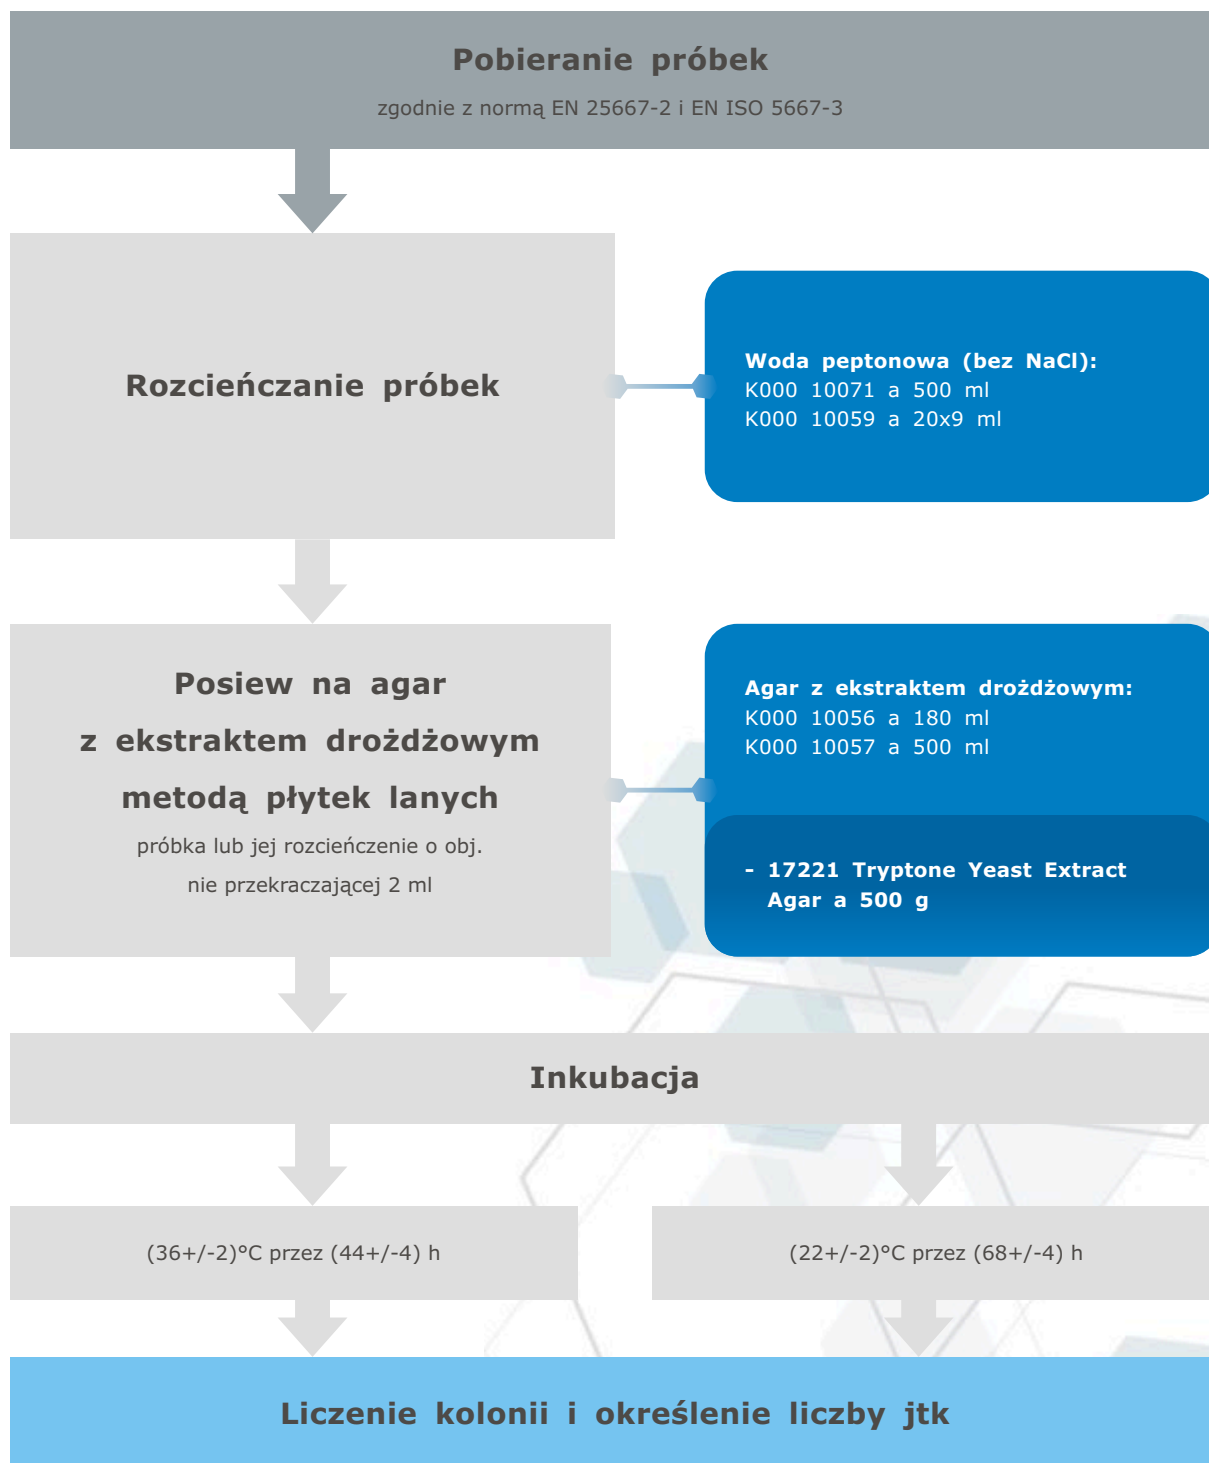 Pobieranie próbek
zgodnie z normą EN 25667-2 i EN ISO 5667-3
Rozcieńczanie próbek
Woda peptonowa (bez NaCl):
K000 10071 a 500 ml
K000 10059 a 20x9 ml
Posiew na agar
z ekstraktem drożdżowym
metodą płytek lanych
próbka lub jej rozcieńczenie o obj.
nie przekraczającej 2 ml
Agar z ekstraktem drożdżowym:
K000 10056 a 180 ml
K000 10057 a 500 ml
- 17221 Tryptone Yeast Extract
Agar a 500 g
Inkubacja
(36+/-2)°C przez (44+/-4) h
(22+/-2)°C przez (68+/-4) h
Liczenie kolonii i określenie liczby jtk